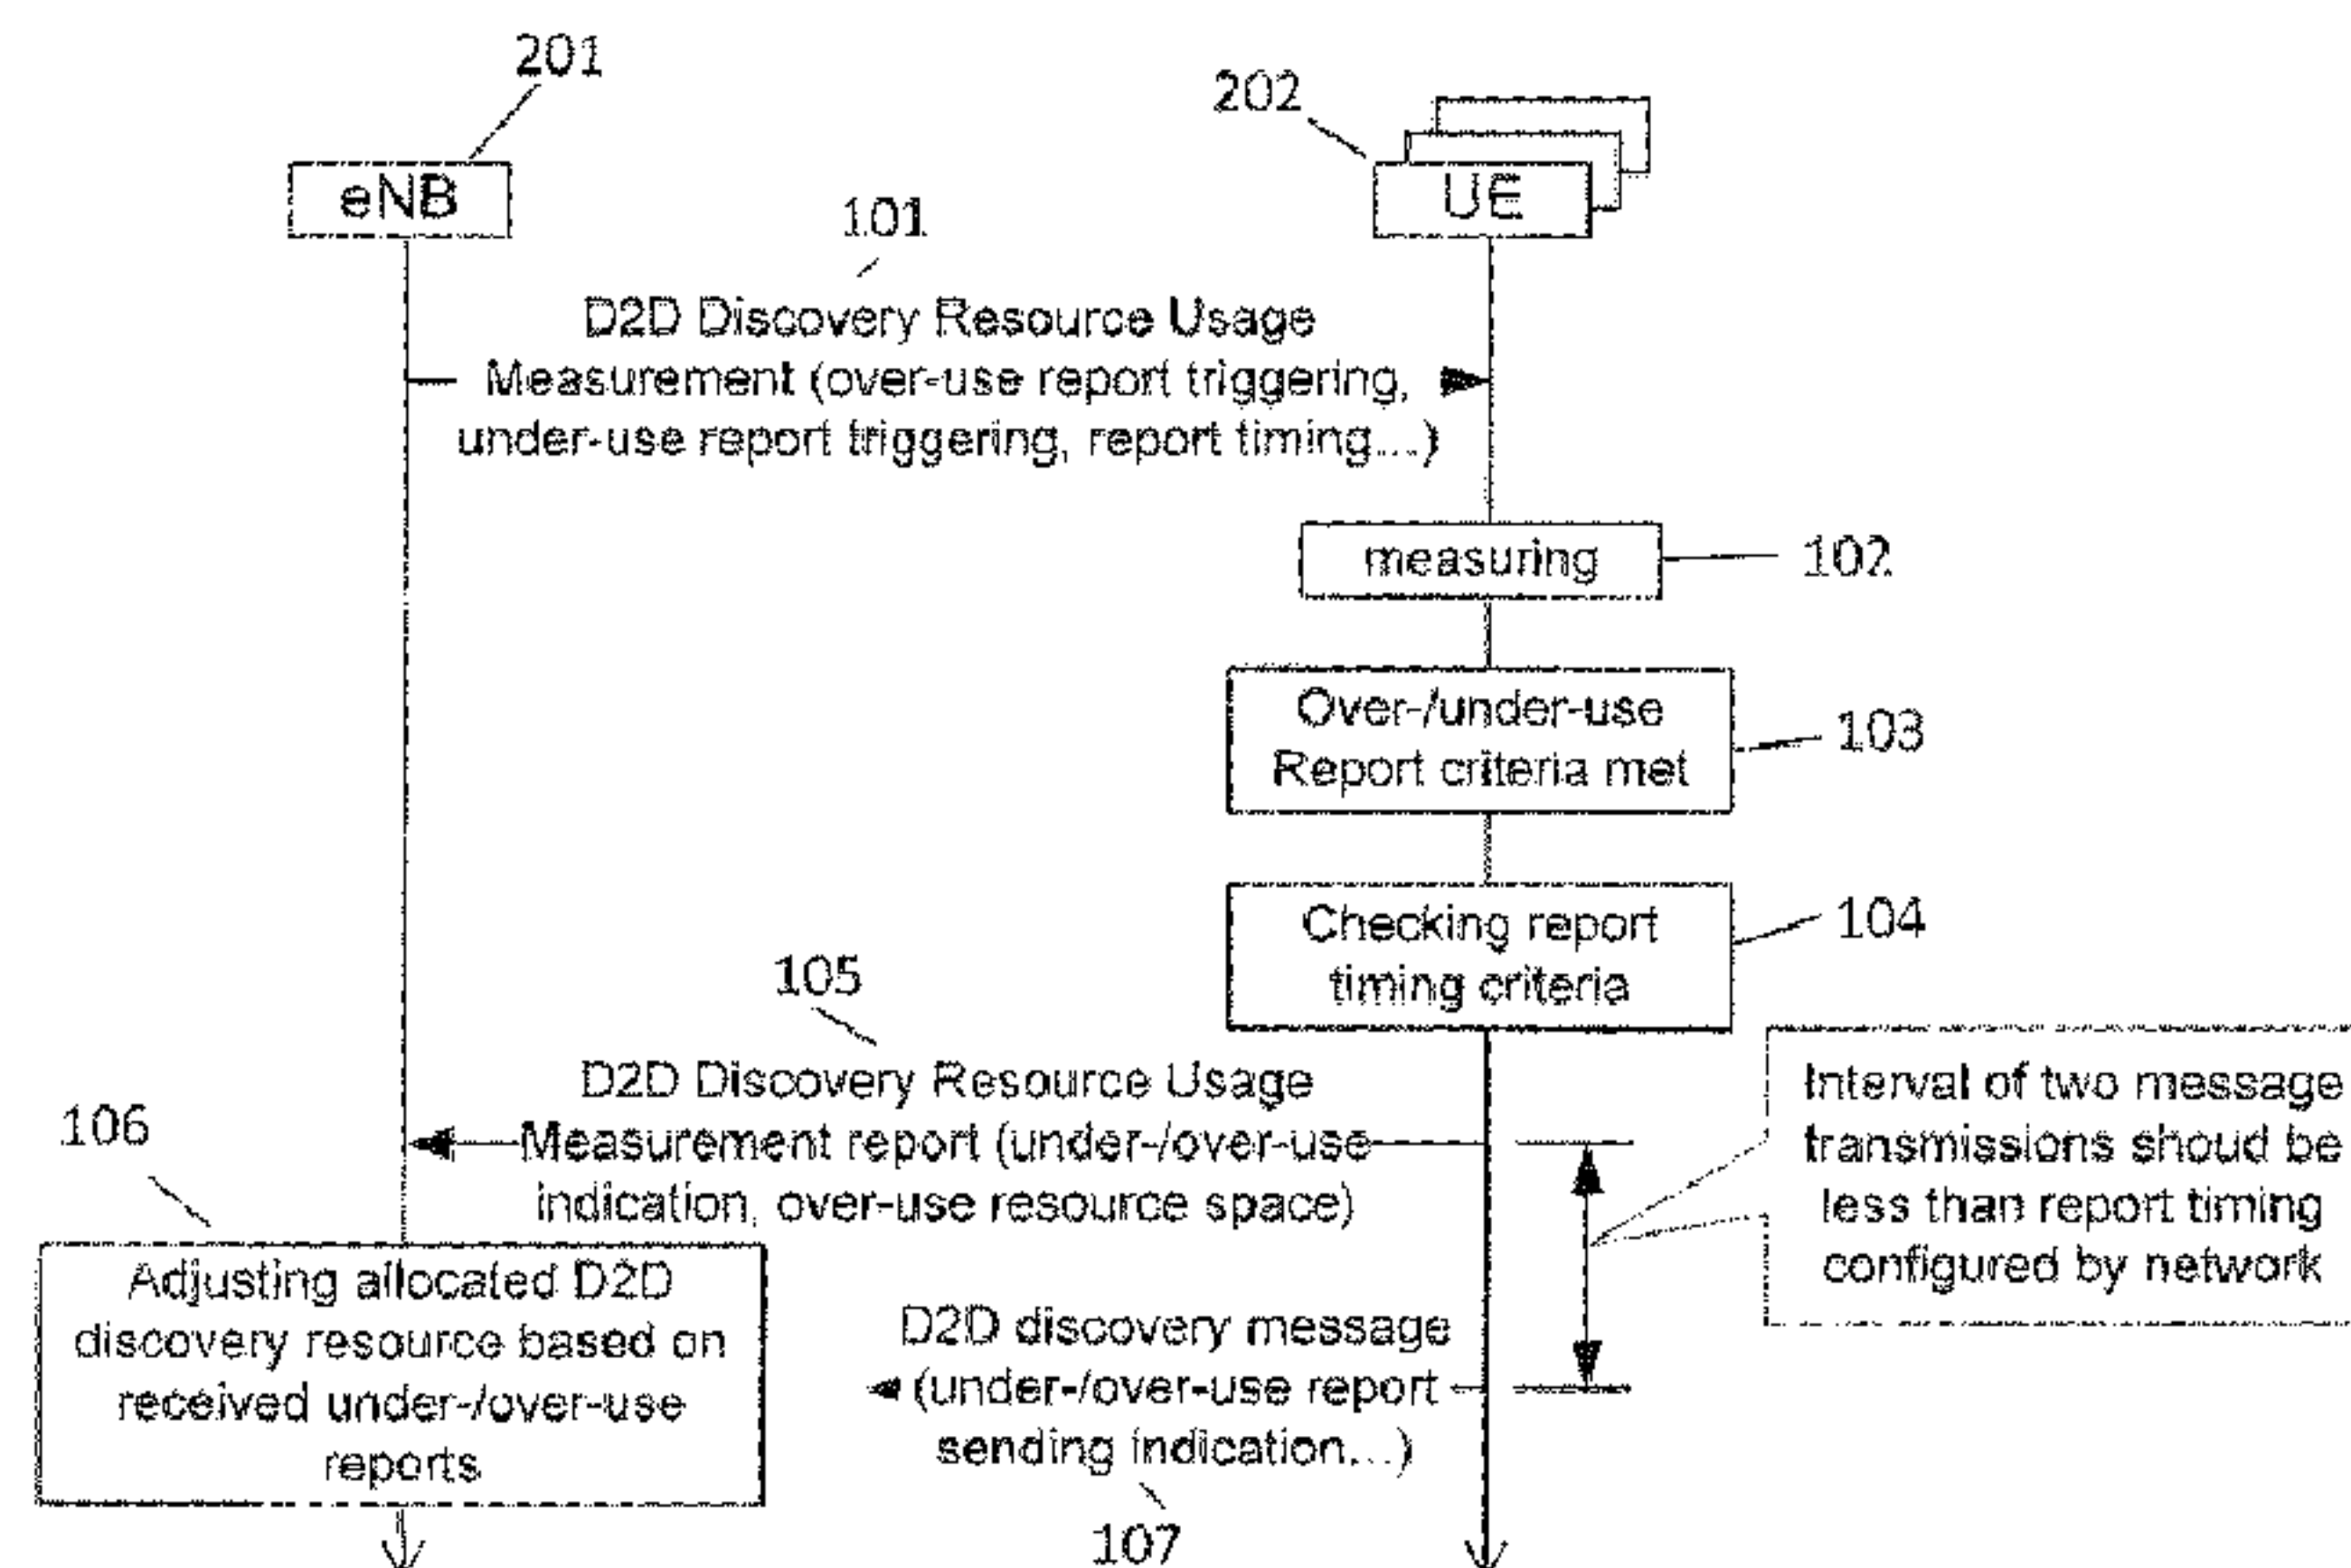 201
202
eNB
UE
101
D2D Discovery Resource Usage
Measurement (over-use report triggering,
under-use report triggering, report timing...)
measuring
102
Over-/under-use
Report criteria met
103
Checking report
timing criteria
104
105
D2D Discovery Resource Usage
Measurement report (under-/over-use
indication, over-use resource space)
Interval of two message
transmissions shoud be
less than report timing
configured by network
106
Adjusting allocated D2D
discovery resource based on
received under-/over-use
reports
D2D discovery message
(under-/over-use report
sending indication...)
107